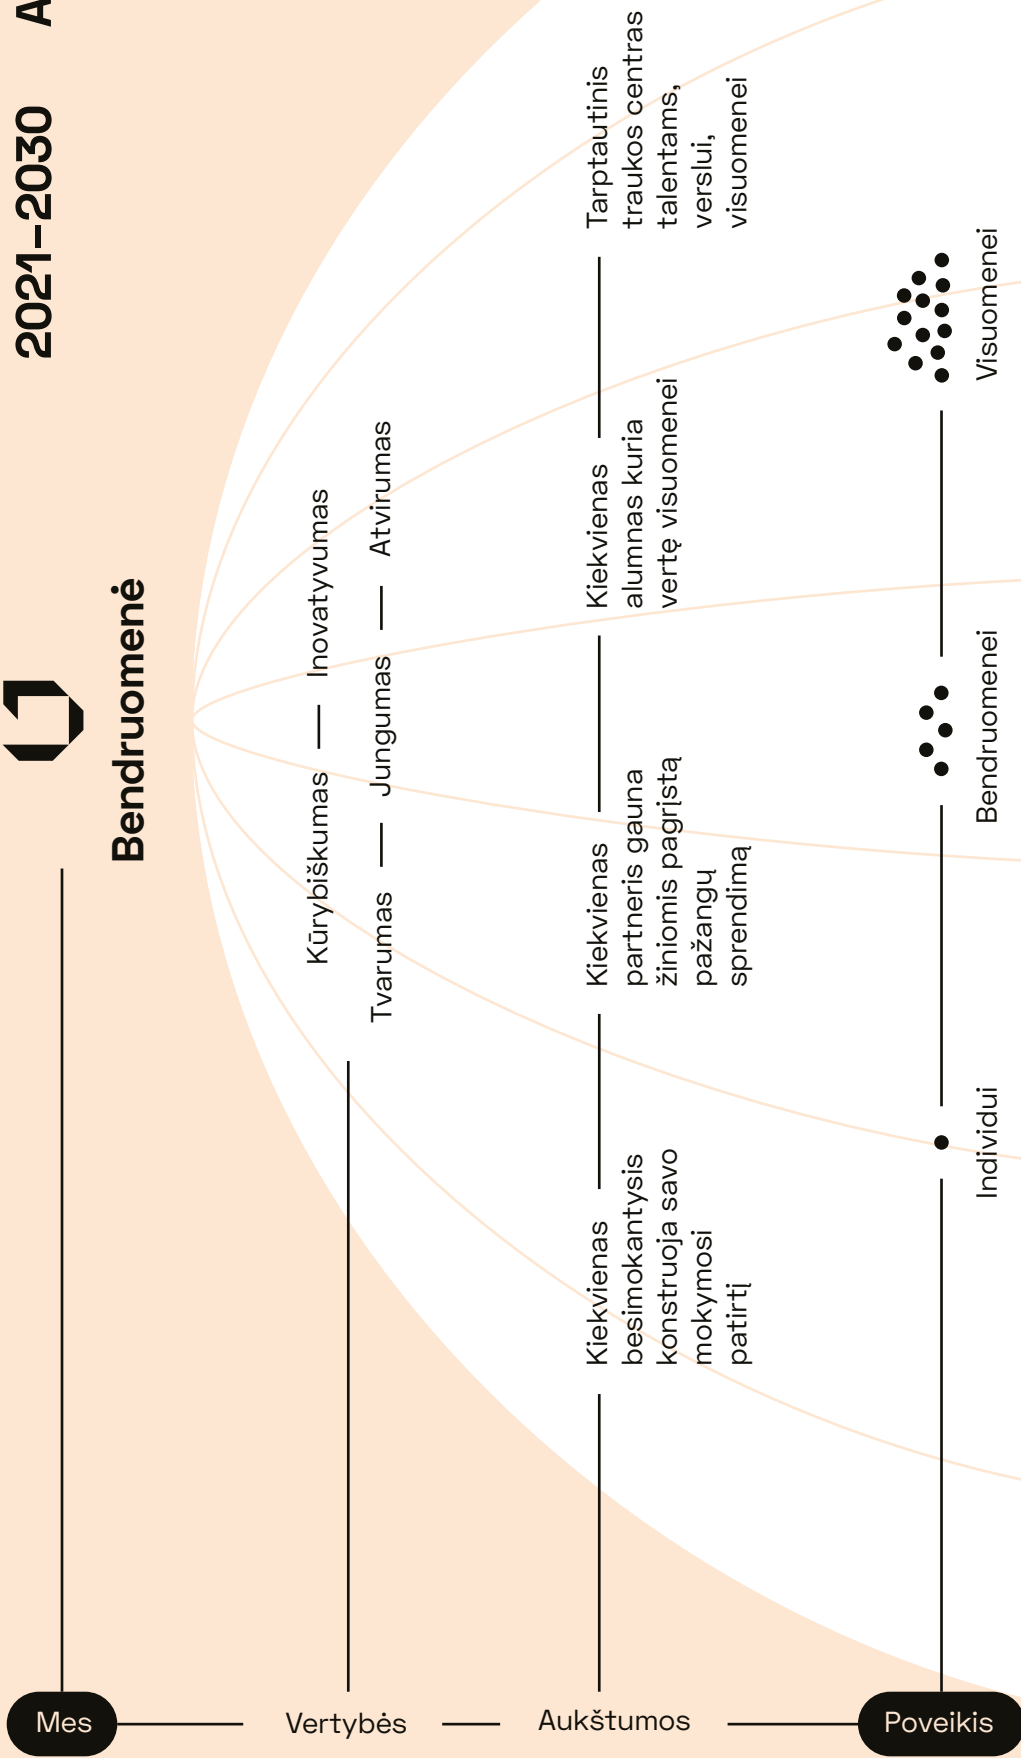 2021–2030 A
Bendruomenė
Kūrybiškumas — Inovatyvumas
Tvarumas — Jungumas — Atvirumas
Kiekvienas
besimokantysis
konstruoja savo
mokymosi
patirtį
Kiekvienas
partneris gauna
žiniomis pagrįstą
pažangų
sprendimą
Kiekvienas
alumnas kuria
vertę visuomenei
Tarptautinis
traukos centras
talentams,
verslui,
visuomenei
Individui
Bendruomenei
Visuomenei
Mes
Vertybės
Aukštumos
Poveikis